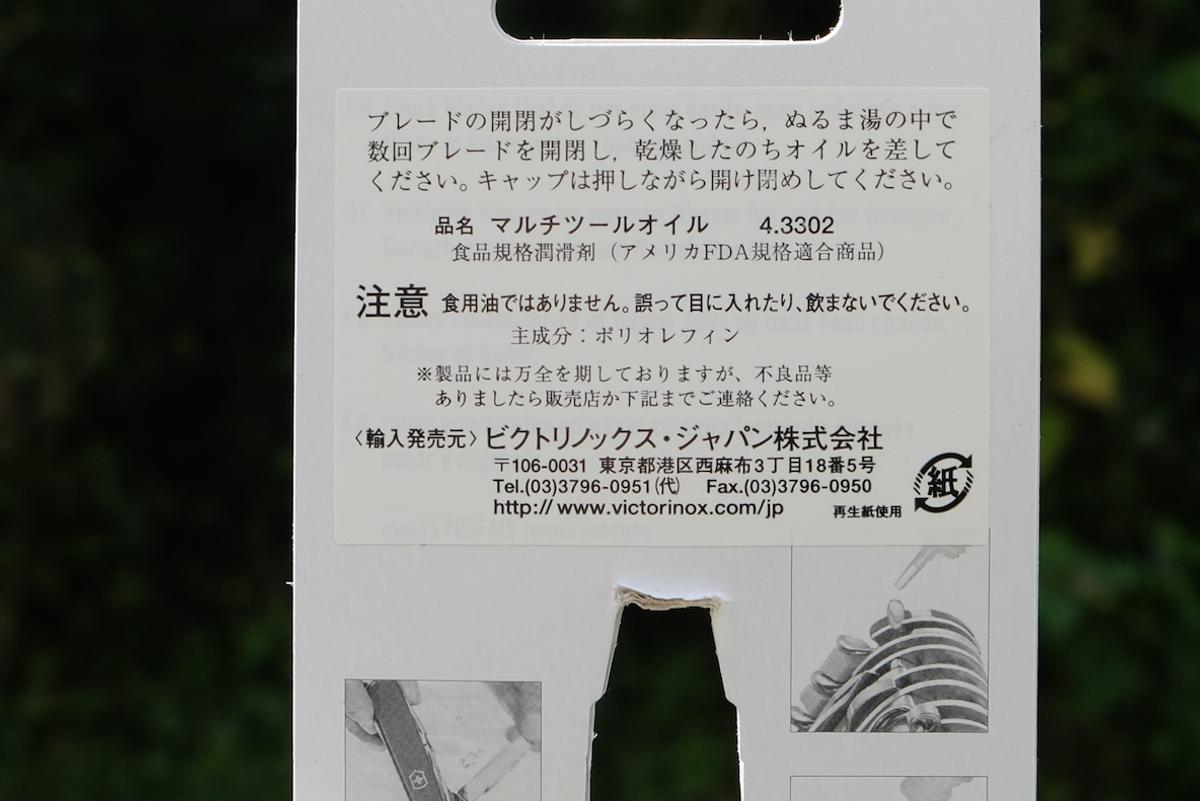 ブレードの開閉がしづらくなったら，ぬるま湯の中で
数回ブレードを開閉し，乾燥したのちオイルを差して
ください。キャップは押しながら開け閉めしてください。
品名 マルチツールオイル 4.3302
食品規格潤滑剤（アメリカFDA規格適合商品）
注意 食用油ではありません。誤って目に入れたり、飲まないでください。
主成分：ポリオレフィン
※製品には万全を期しておりますが、不良品等
ありましたら販売店か下記までご連絡ください。
〈輸入発売元〉ビクトリノックス・ジャパン株式会社
〒106-0031 東京都港区西麻布3丁目18番5号
Tel.(03)3796-0951(代) Fax.(03)3796-0950
http://www.victorinox.com/jp
紙
再生紙使用